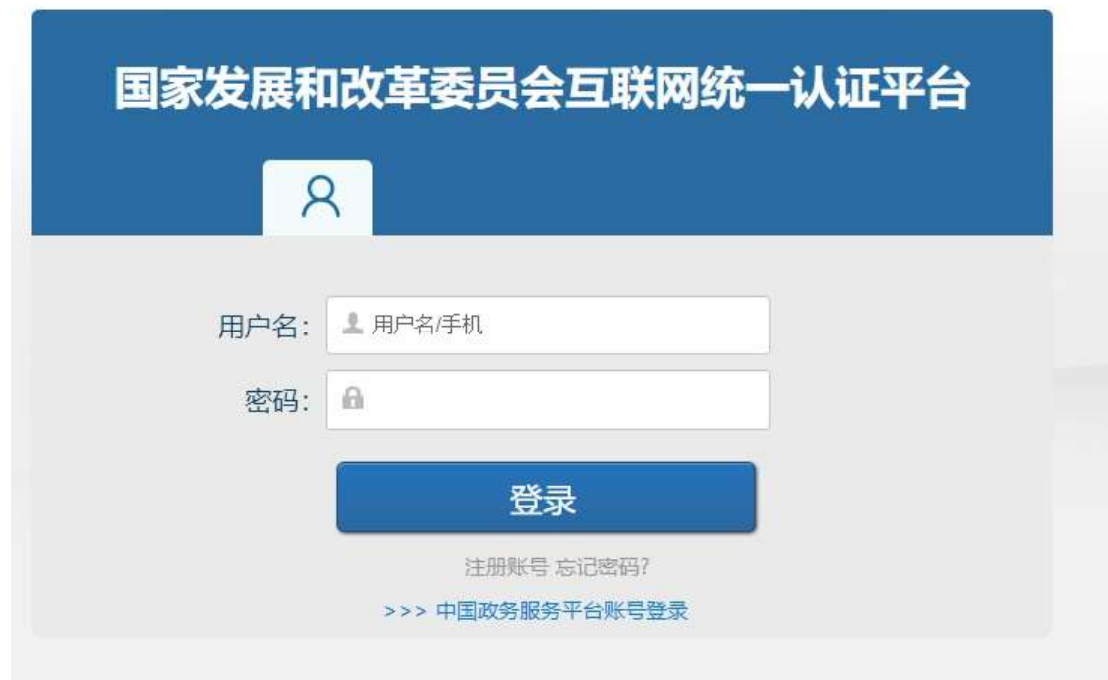 国家发展和改革委员会互联网统一认证平台
用户名: 用户名/手机
密码:
登录
注册账号 忘记密码?
>>> 中国政务服务平台账号登录